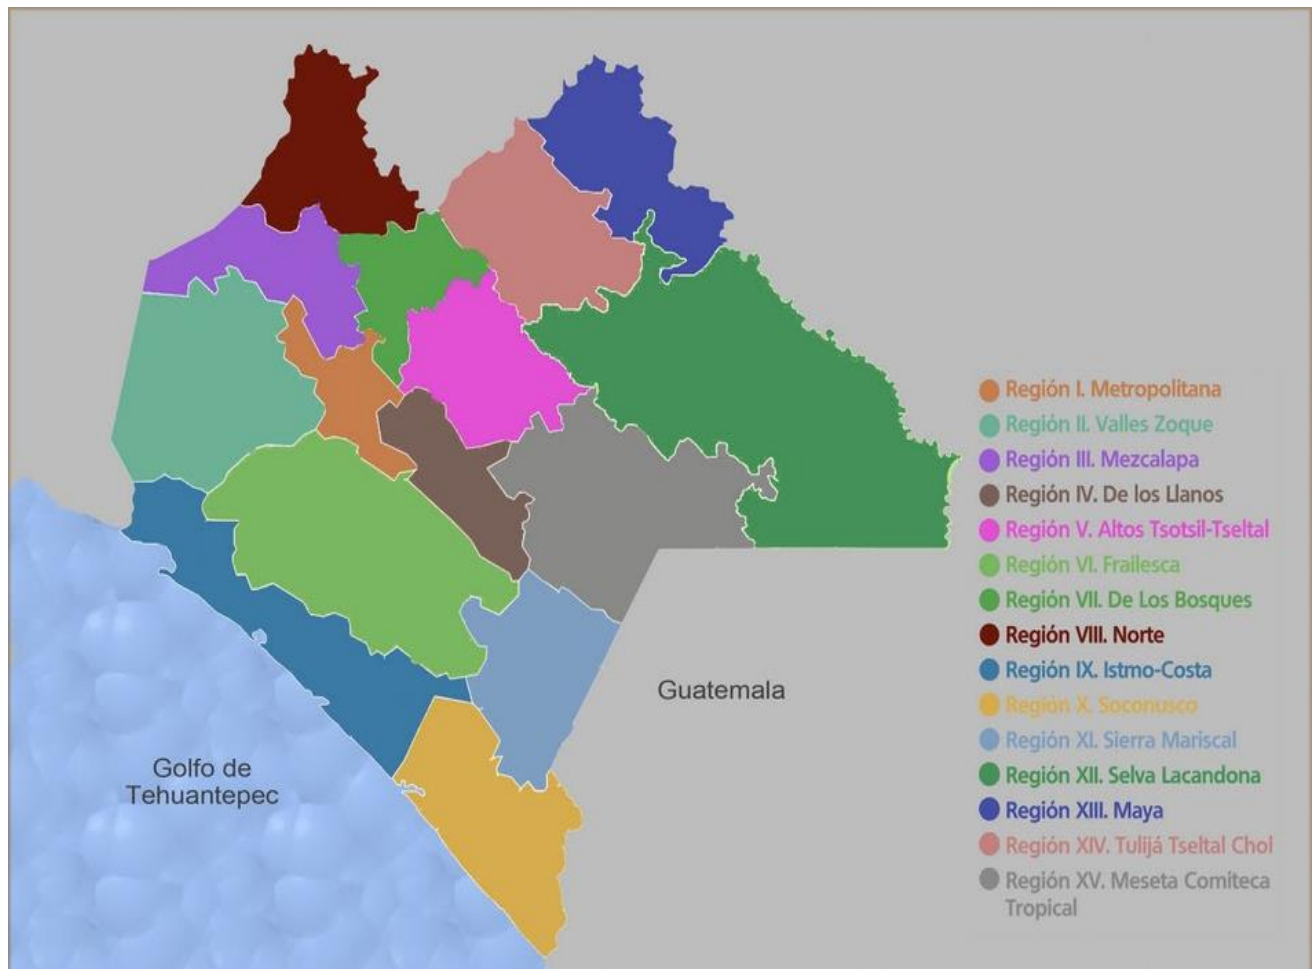 Región I. Metropolitana
Región II. Valles Zoque
Región III. Mezcalapa
Región IV. De los Llanos
Región V. Altos Tsotsil-Tseltal
Región VI. Frailesca
Región VII. De Los Bosques
Región VIII. Norte
Región IX. Istmo-Costa
Región X. Soconusco
Región XI. Sierra Mariscal
Región XII. Selva Lacandona
Región XIII. Maya
Región XIV. Tulijá Tseltal Chol
Región XV. Meseta Comiteca
Tropical
Guatemala
Golfo de
Tehuantepec